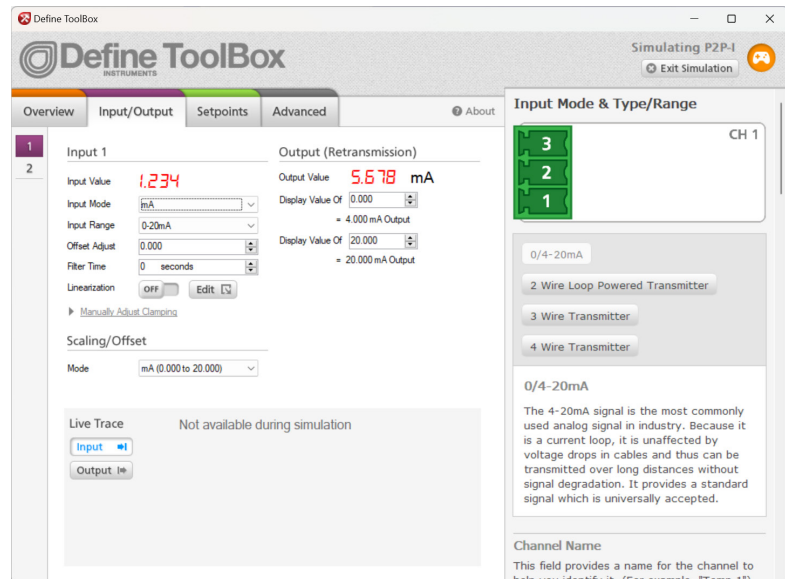 Define ToolBox
Define ToolBox
INSTRUMENTS
Simulating P2P-I
Exit Simulation
Overview
Input/Output
Setpoints
Advanced
About
1
2
Input 1
Input Value 1.234
Input Mode mA
Input Range 0-20mA
Offset Adjust 0.000
Filter Time 0 seconds
Linearization OFF Edit
Manually Adjust Clamping
Scaling/Offset
Mode mA (0.000 to 20.000)
Output (Retransmission)
Output Value 5.678 mA
Display Value Of 0.000
= 4.000 mA Output
Display Value Of 20.000
= 20.000 mA Output
Live Trace
Not available during simulation
Input
Output
Input Mode & Type/Range
CH 1
3
2
1
0/4-20mA
2 Wire Loop Powered Transmitter
3 Wire Transmitter
4 Wire Transmitter
0/4-20mA
The 4-20mA signal is the most commonly
used analog signal in industry. Because it
is a current loop, it is unaffected by
voltage drops in cables and thus can be
transmitted over long distances without
signal degradation. It provides a standard
signal which is universally accepted.
Channel Name
This field provides a name for the channel to
help you identify it. (For example, "Temp 1")